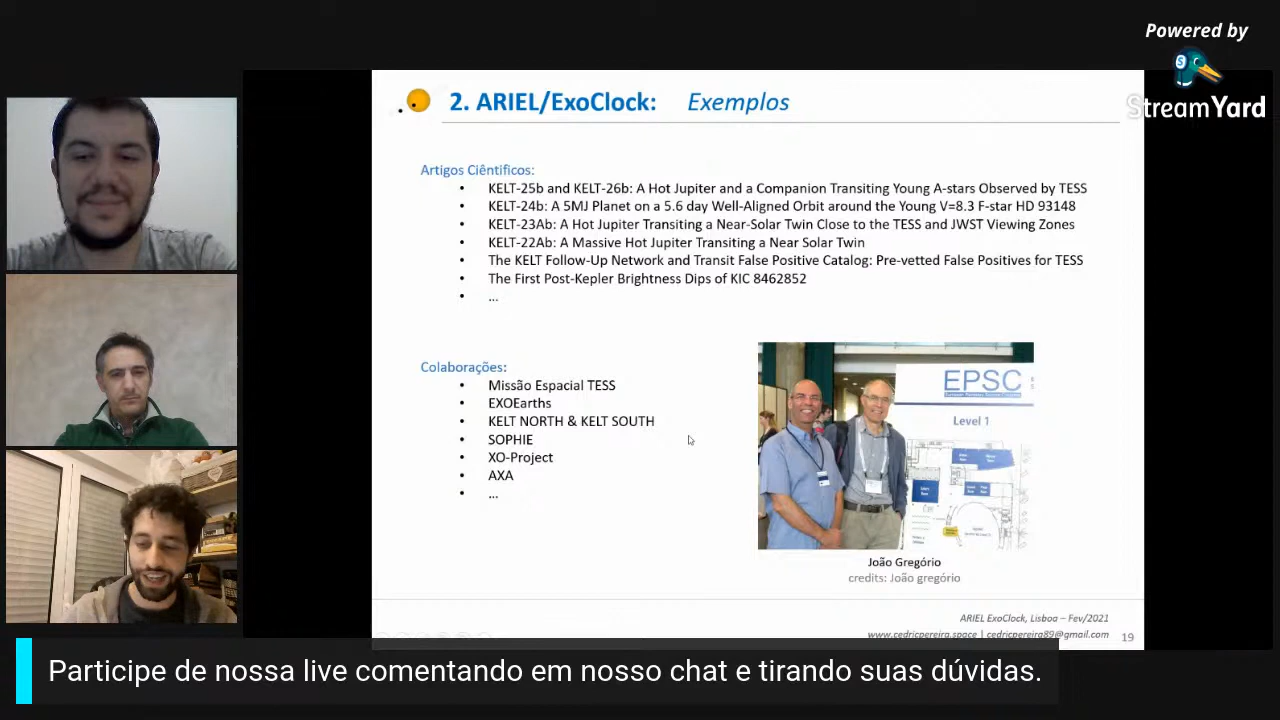 Powered by
StreamYard
2. ARIEL/ExoClock: Exemplos
Artigos Ciêntificos:
• KELT-25b and KELT-26b: A Hot Jupiter and a Companion Transiting Young A-stars Observed by TESS
• KELT-24b: A 5MJ Planet on a 5.6 day Well-Aligned Orbit around the Young V=8.3 F-star HD 93148
• KELT-23Ab: A Hot Jupiter Transiting a Near-Solar Twin Close to the TESS and JWST Viewing Zones
• KELT-22Ab: A Massive Hot Jupiter Transiting a Near Solar Twin
• The KELT Follow-Up Network and Transit False Positive Catalog: Pre-vetted False Positives for TESS
• The First Post-Kepler Brightness Dips of KIC 8462852
• ...
Colaborações:
• Missão Espacial TESS
• EXOEarths
• KELT NORTH & KELT SOUTH
• SOPHIE
• XO-Project
• AXA
• ...
EPSC
Level 1
João Gregório
credits: João gregório
ARIEL ExoClock, Lisboa – Fev/2021
www.cedricpereira.space | cedricpereira89@gmail.com 19
Participe de nossa live comentando em nosso chat e tirando suas dúvidas.